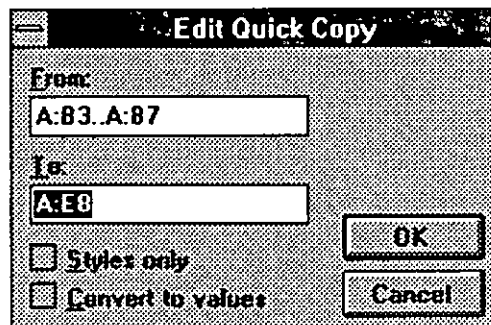 Edit Quick Copy
From:
A:B3..A:B7
To:
A:E8
OK
Styles only
Convert to values
Cancel